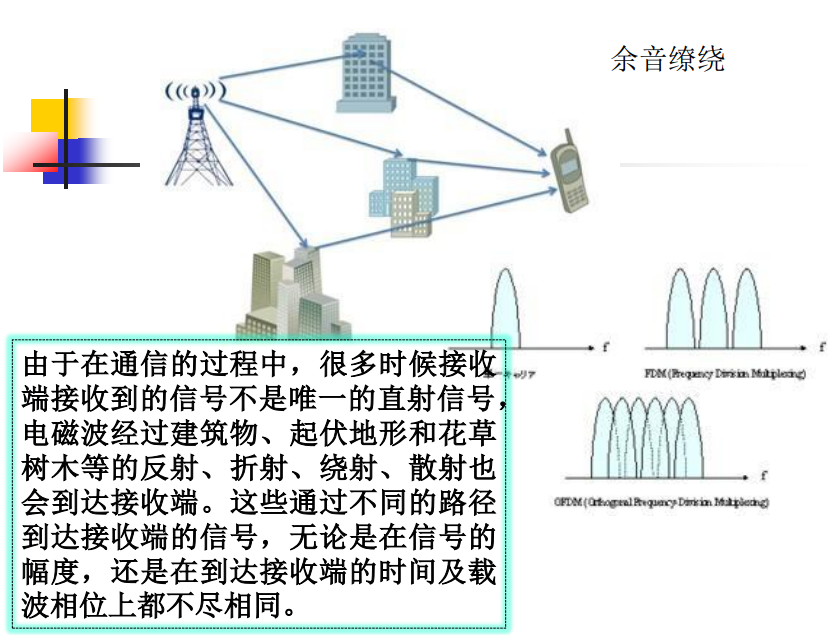 余音缭绕
f
f
FDM (Frequency Division Multiplexing)
由于在通信的过程中，很多时候接收
端接收到的信号不是唯一的直射信号，
电磁波经过建筑物、起伏地形和花草
树木等的反射、折射、绕射、散射也
会到达接收端。这些通过不同的路径
到达接收端的信号，无论是在信号的
幅度，还是在到达接收端的时间及载
波相位上都不尽相同。
キャリア
f
OFDM (Orthogonal Frequency-Division Multiplexing)